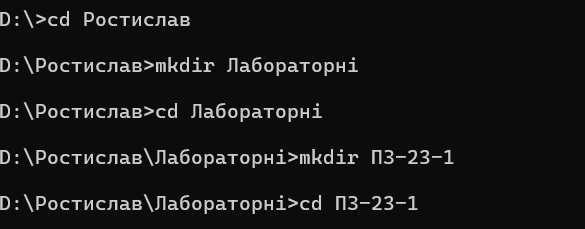 D:\>cd Ростислав
D:\Ростислав>mkdir Лабораторні
D:\Ростислав>cd Лабораторні
D:\Ростислав\Лабораторні>mkdir ПЗ-23-1
D:\Ростислав\Лабораторні>cd ПЗ-23-1